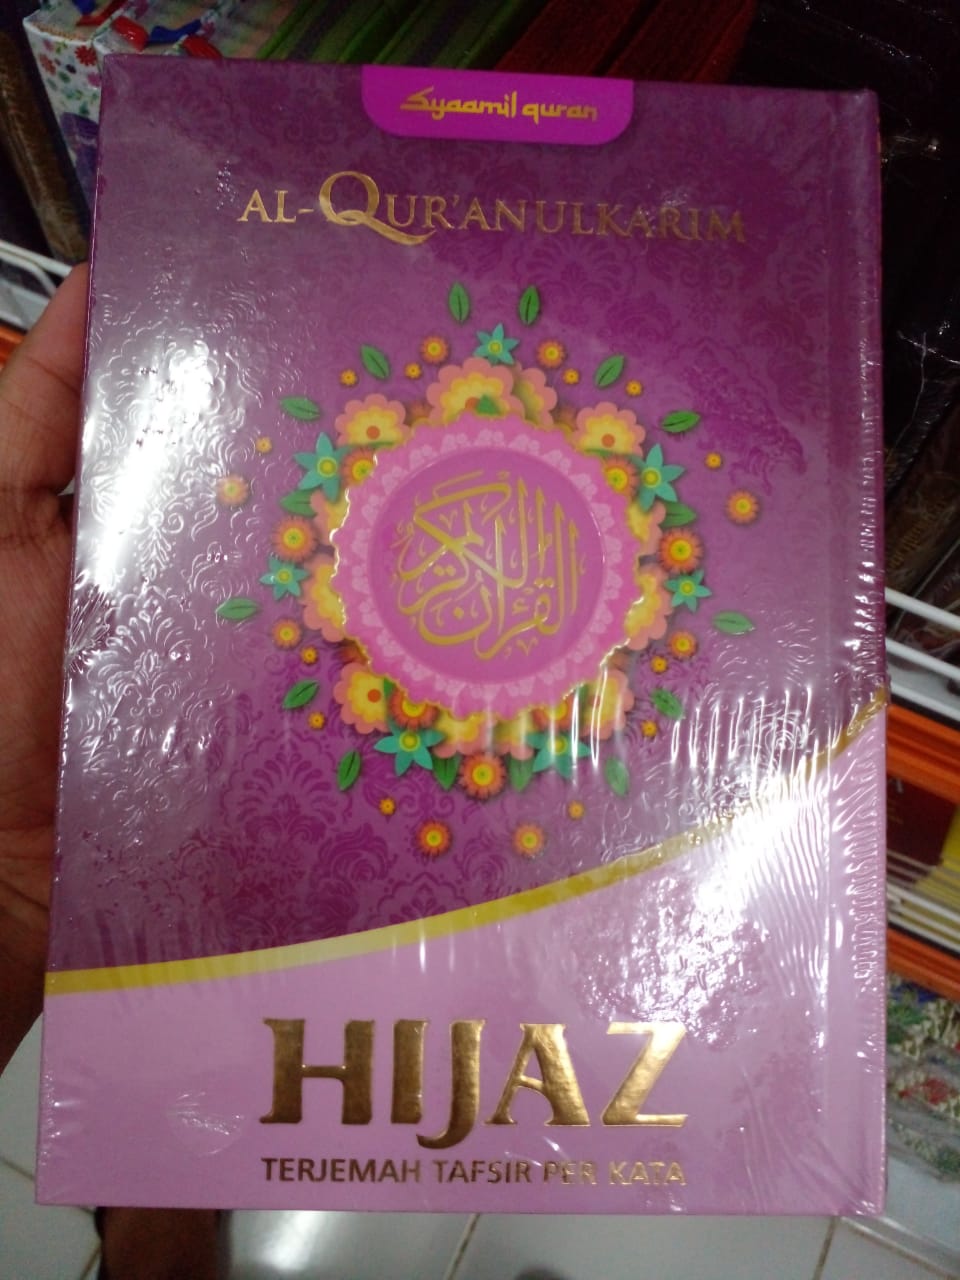 Syaamil quran
AL-QUR'ANULKARIM
القرآن الكريم
HIJAZ
TERJEMAH TAFSIR PER KATA